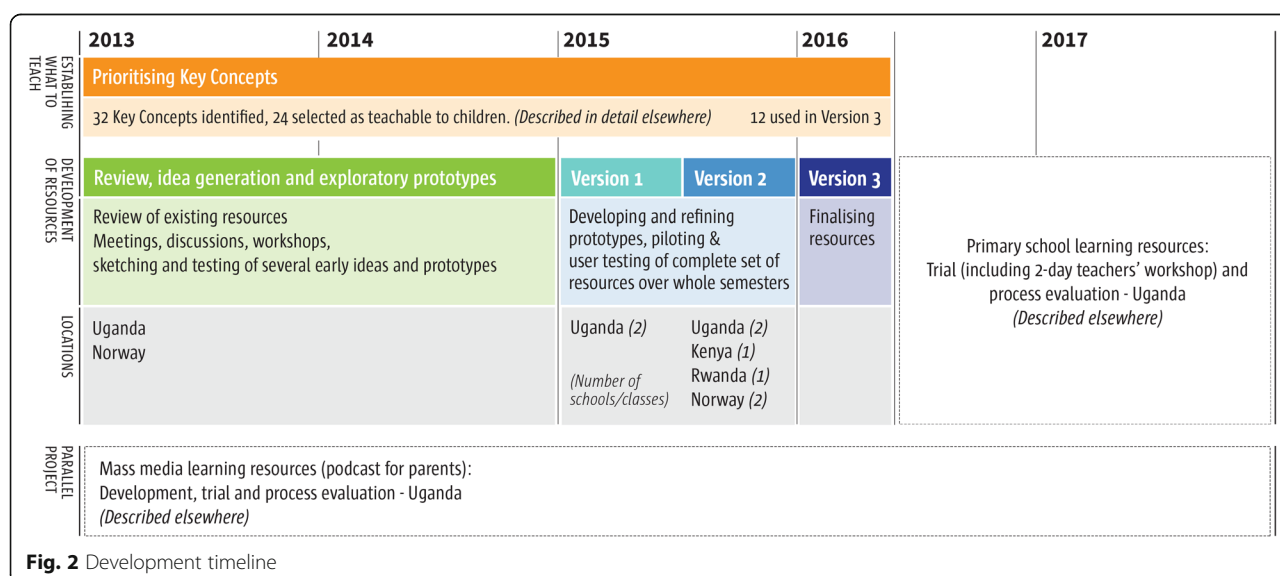 2013
2014
2015
2016
2017
ESTABLIHING
WHAT TO
TEACH
Prioritising Key Concepts
32 Key Concepts identified, 24 selected as teachable to children. (Described in detail elsewhere)
12 used in Version 3
DEVELOPMENT
OF RESOURCES
Review, idea generation and exploratory prototypes
Review of existing resources
Meetings, discussions, workshops,
sketching and testing of several early ideas and prototypes
Version 1
Version 2
Developing and refining
prototypes, piloting &
user testing of complete set of
resources over whole semesters
Version 3
Finalising
resources
Primary school learning resources:
Trial (including 2-day teachers’ workshop) and
process evaluation - Uganda
(Described elsewhere)
LOCATIONS
Uganda
Norway
Uganda (2)
(Number of
schools/classes)
Uganda (2)
Kenya (1)
Rwanda (1)
Norway (2)
PARALLEL
PROJECT
Mass media learning resources (podcast for parents):
Development, trial and process evaluation - Uganda
(Described elsewhere)
Fig. 2 Development timeline